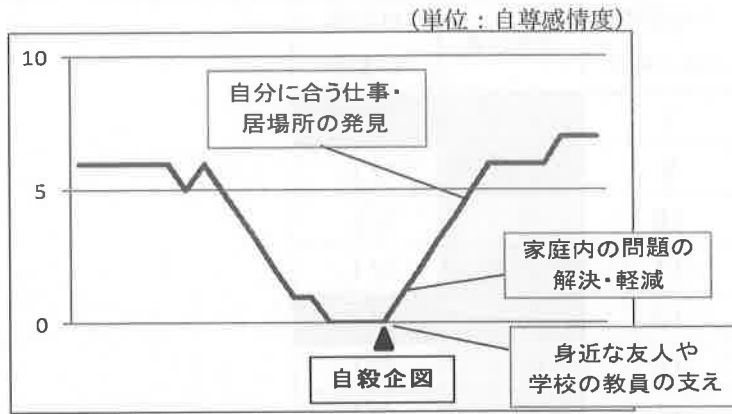 (単位:自尊感情度)
10
自分に合う仕事・
居場所の発見
5
家庭内の問題の
解決・軽減
0
身近な友人や
学校の教員の支え
自殺企図